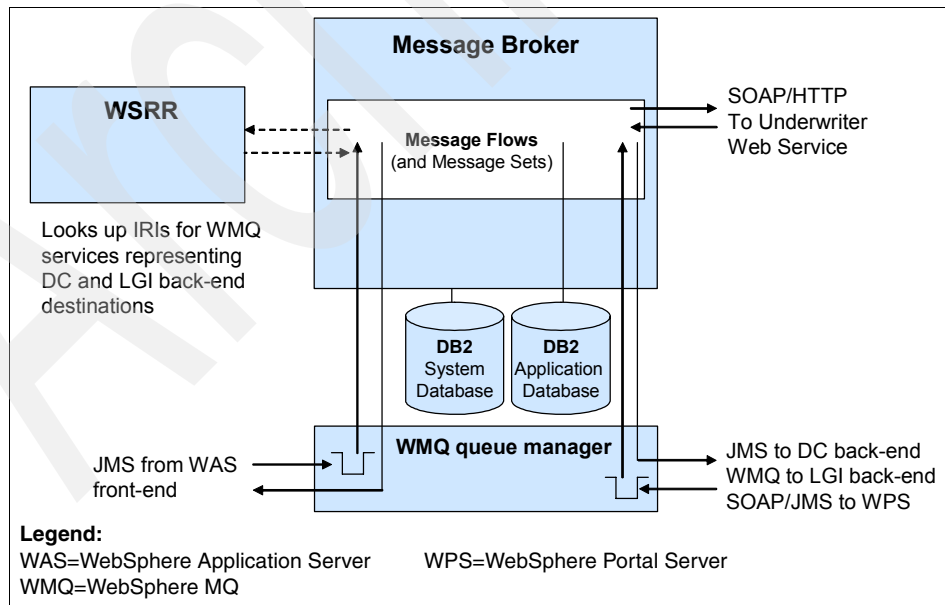 Message Broker
WSRR
Message Flows
(and Message Sets)
SOAP/HTTP
To Underwriter
Web Service
Looks up IRIs for WMQ
services representing
DC and LGI back-end
destinations
DB2
System
Database
DB2
Application
Database
WMQ queue manager
JMS from WAS
front-end
JMS to DC back-end
WMQ to LGI back-end
SOAP/JMS to WPS
Legend:
WAS=WebSphere Application Server
WPS=WebSphere Portal Server
WMQ=WebSphere MQ